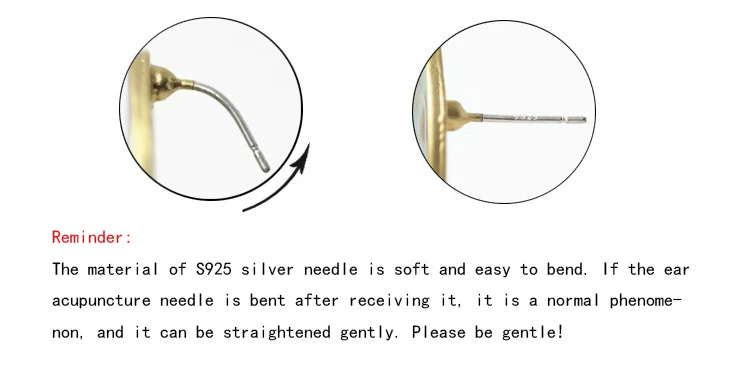 S925
Reminder:
The material of S925 silver needle is soft and easy to bend. If the ear
acupuncture needle is bent after receiving it, it is a normal phenome-
non, and it can be straightened gently. Please be gentle!